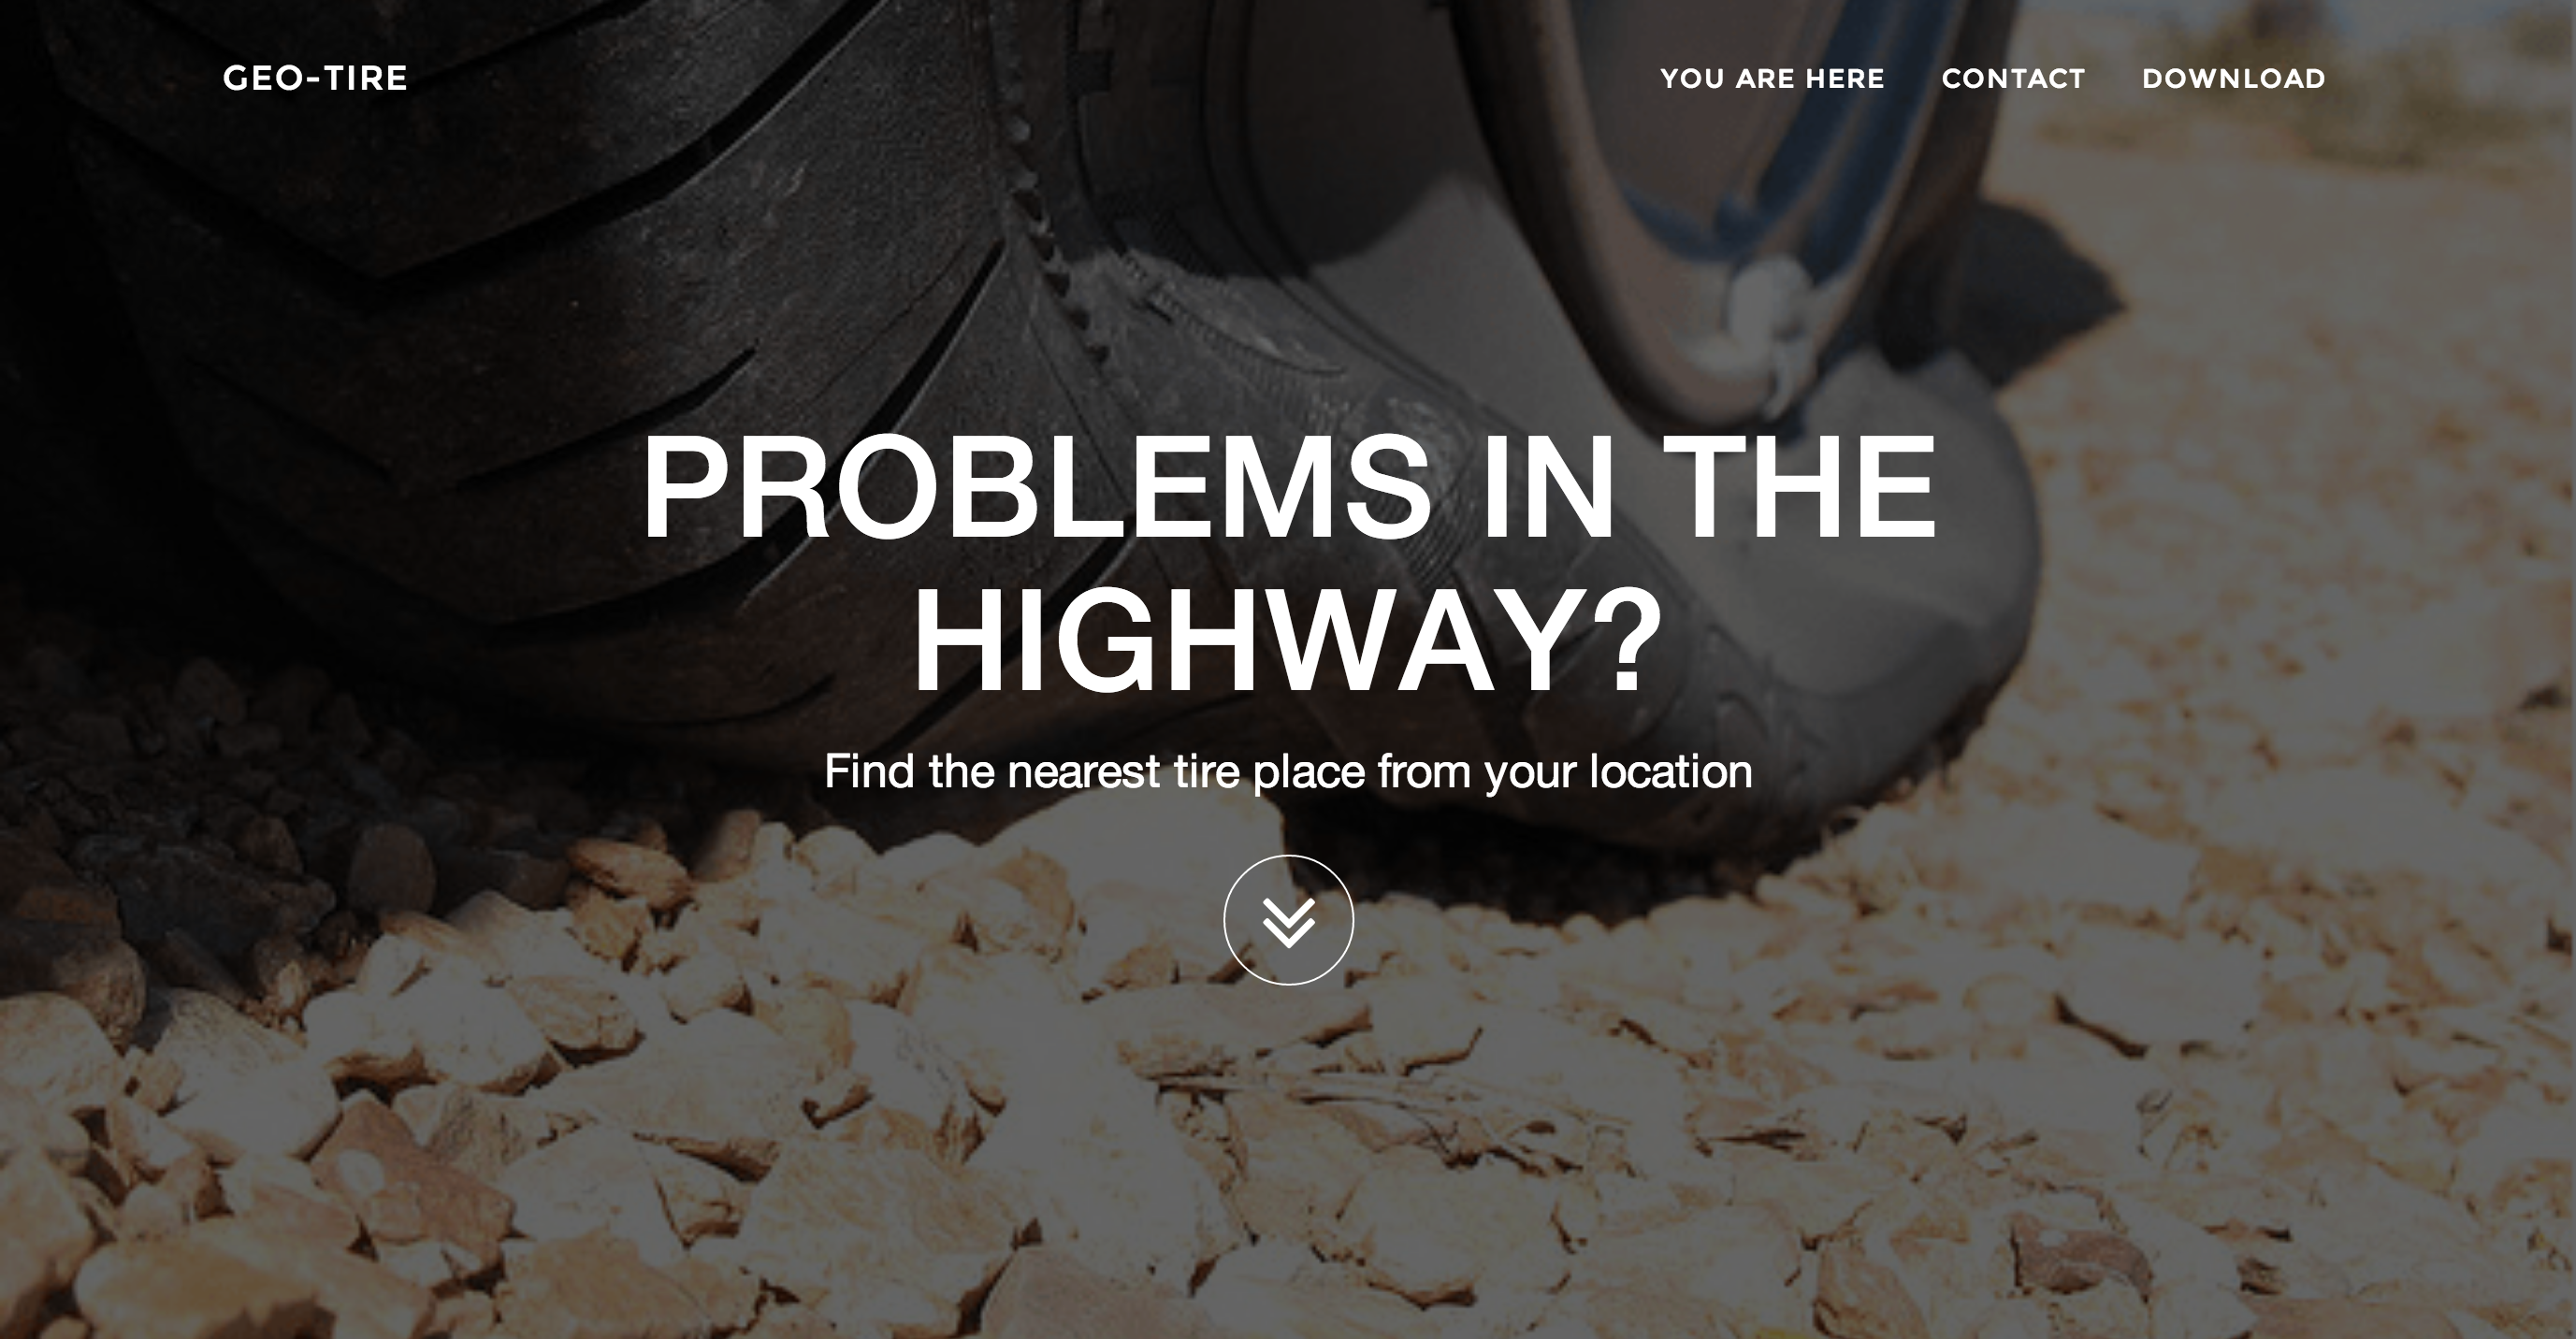 GEO-TIRE
YOU ARE HERE
CONTACT
DOWNLOAD
PROBLEMS IN THE
HIGHWAY?
Find the nearest tire place from your location